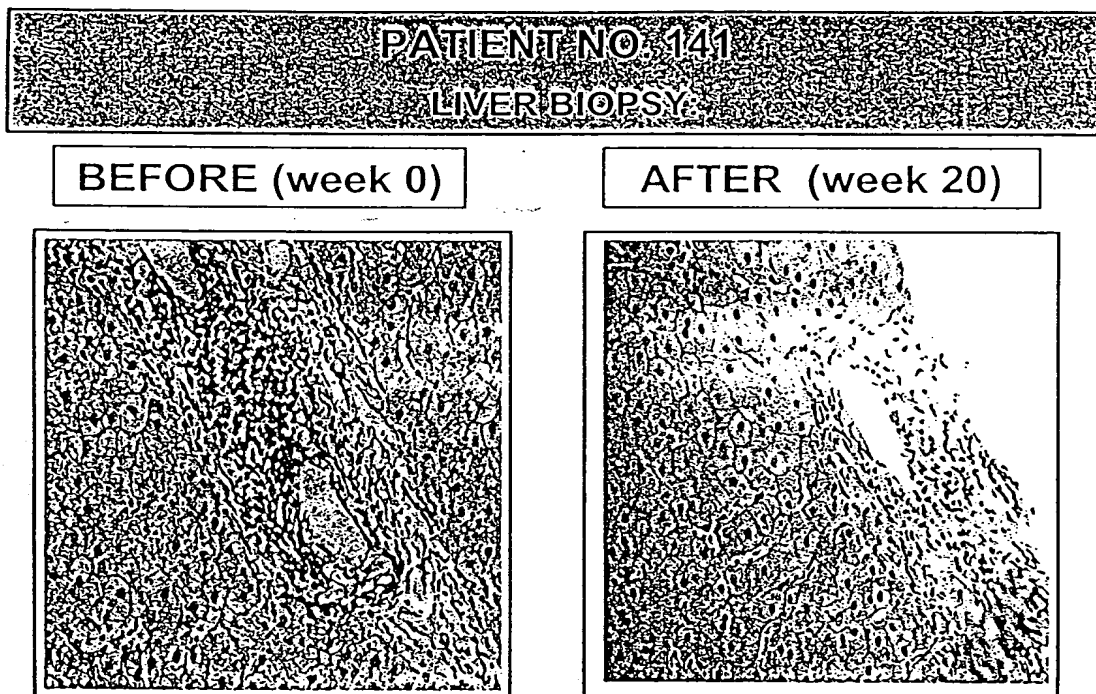 PATIENT NO. 141
LIVER BIOPSY
BEFORE (week 0)
AFTER (week 20)